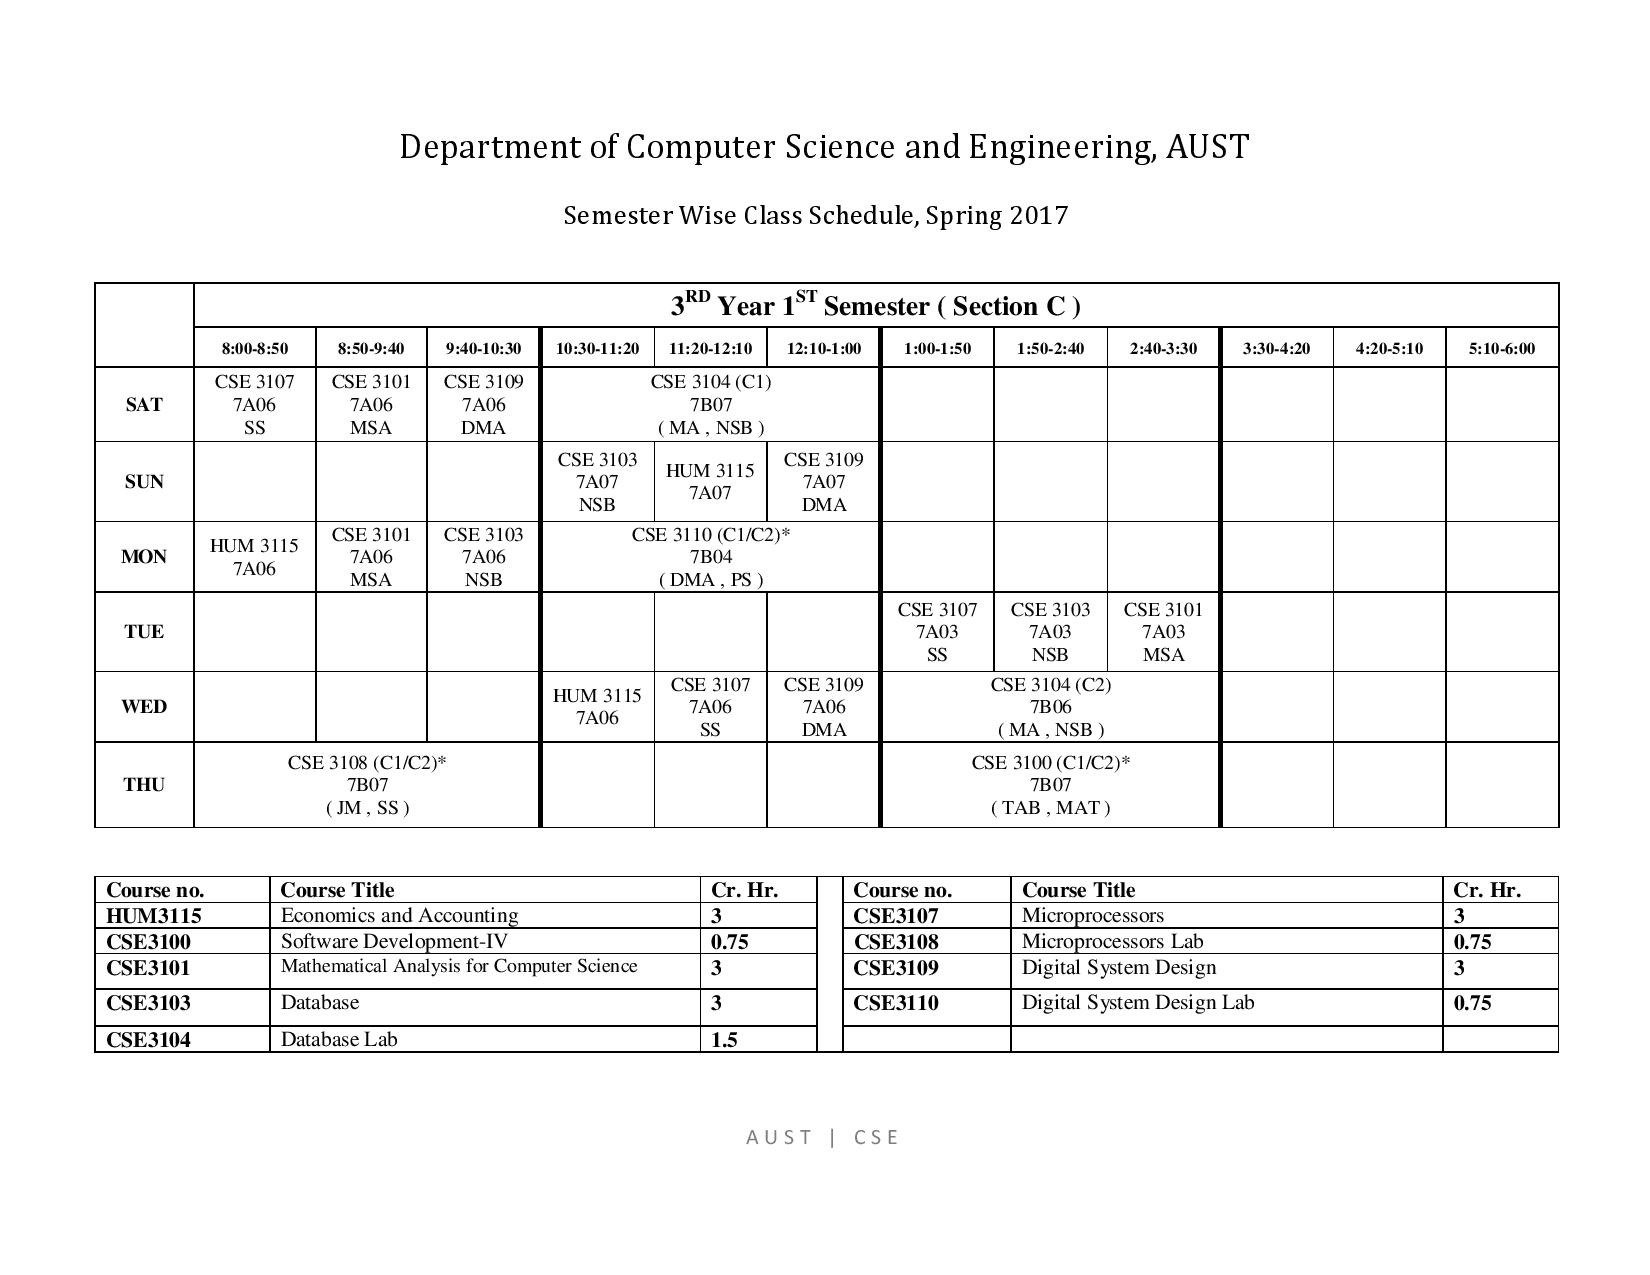 Department of Computer Science and Engineering, AUST
Semester Wise Class Schedule, Spring 2017
3RD Year 1ST Semester ( Section C )
8:00-8:50 8:50-9:40 9:40-10:30 10:30-11:20 11:20-12:10 12:10-1:00 1:00-1:50 1:50-2:40 2:40-3:30 3:30-4:20 4:20-5:10 5:10-6:00
SAT
CSE 3107
7A06
SS
CSE 3101
7A06
MSA
CSE 3109
7A06
DMA
CSE 3104 (C1)
7B07
( MA , NSB )
SUN
CSE 3103
7A07
NSB
HUM 3115
7A07
CSE 3109
7A07
DMA
MON
HUM 3115
7A06
CSE 3101
7A06
MSA
CSE 3103
7A06
NSB
CSE 3110 (C1/C2)*
7B04
( DMA , PS )
TUE
CSE 3107
7A03
SS
CSE 3103
7A03
NSB
CSE 3101
7A03
MSA
WED
HUM 3115
7A06
CSE 3107
7A06
SS
CSE 3109
7A06
DMA
CSE 3104 (C2)
7B06
( MA , NSB )
THU
CSE 3108 (C1/C2)*
7B07
( JM , SS )
CSE 3100 (C1/C2)*
7B07
( TAB , MAT )
Course no. Course Title Cr. Hr. Course no. Course Title Cr. Hr.
HUM3115 Economics and Accounting 3 CSE3107 Microprocessors 3
CSE3100 Software Development-IV 0.75 CSE3108 Microprocessors Lab 0.75
CSE3101 Mathematical Analysis for Computer Science 3 CSE3109 Digital System Design 3
CSE3103 Database 3 CSE3110 Digital System Design Lab 0.75
CSE3104 Database Lab 1.5
AUST | CSE